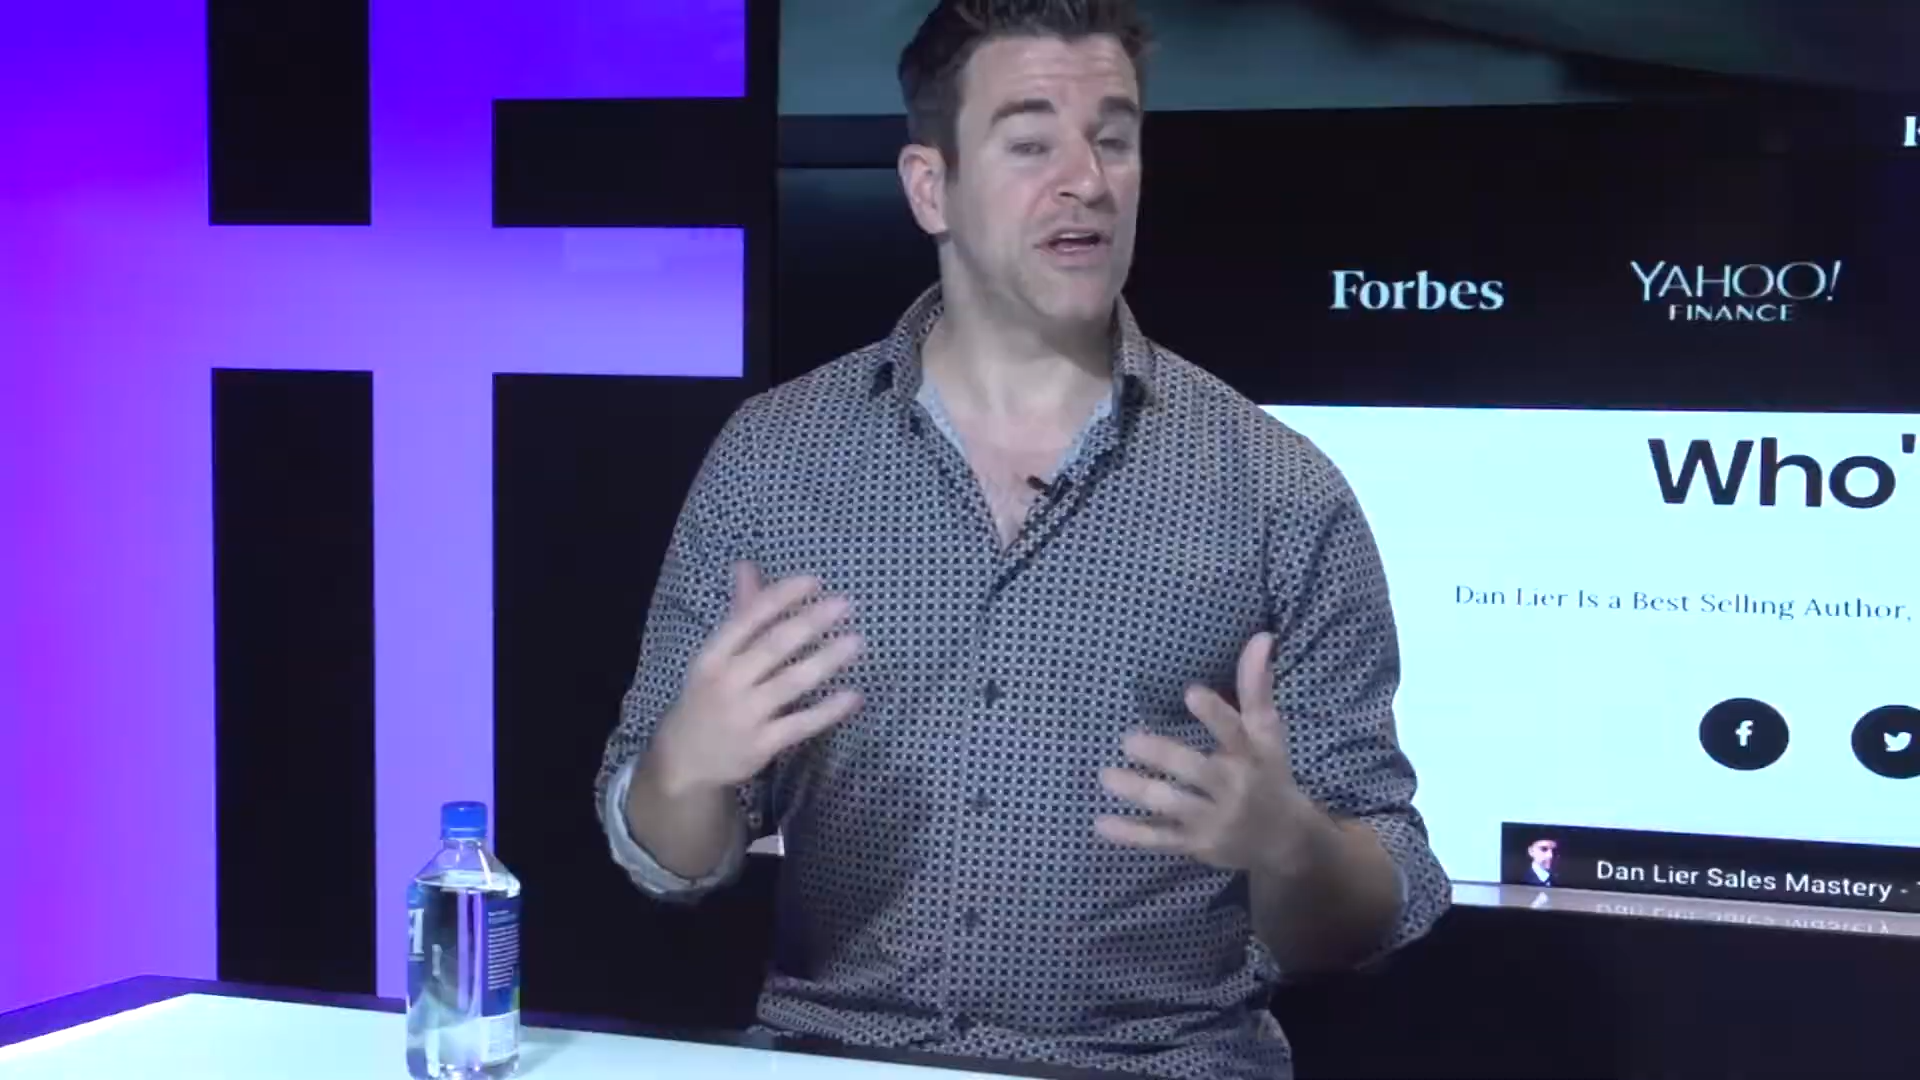 Forbes
YAHOO!
FINANCE
Who'
Dan Lier Is a Best Selling Author,
Dan Lier Sales Mastery -